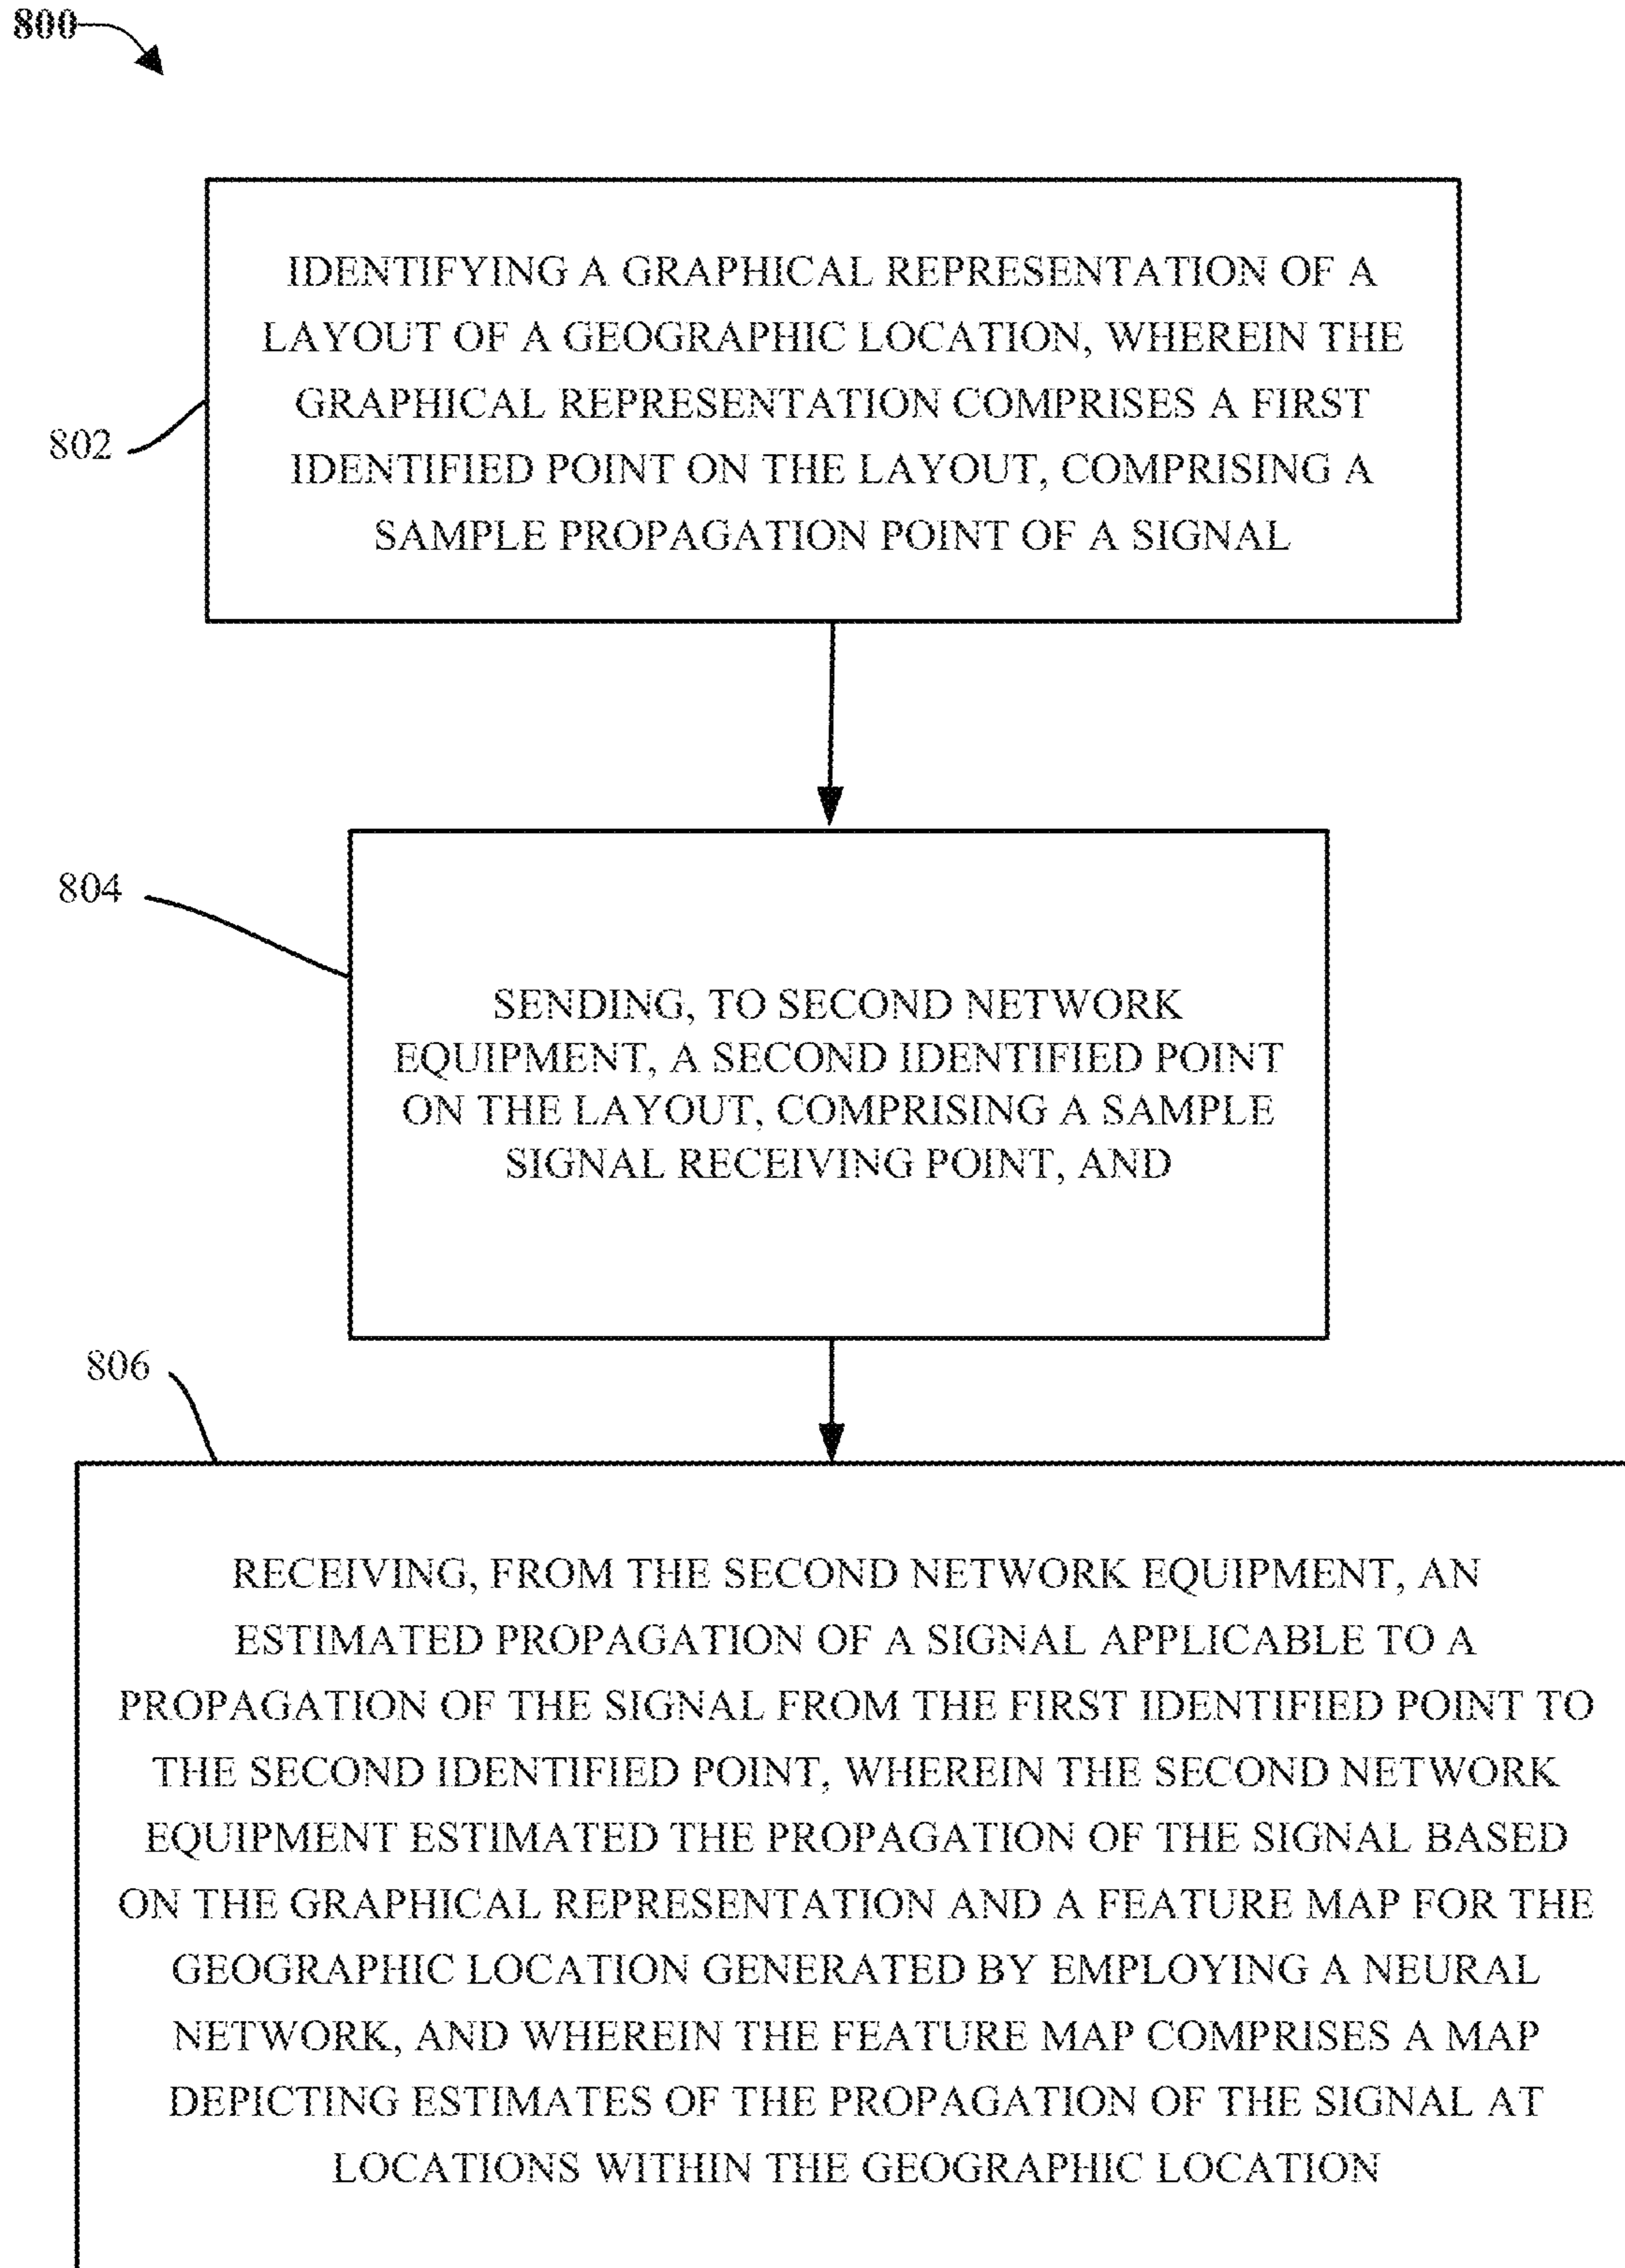 800
IDENTIFYING A GRAPHICAL REPRESENTATION OF A
LAYOUT OF A GEOGRAPHIC LOCATION, WHEREIN THE
GRAPHICAL REPRESENTATION COMPRISES A FIRST
IDENTIFIED POINT ON THE LAYOUT, COMPRISING A
SAMPLE PROPAGATION POINT OF A SIGNAL
802
804
SENDING, TO SECOND NETWORK
EQUIPMENT, A SECOND IDENTIFIED POINT
ON THE LAYOUT, COMPRISING A SAMPLE
SIGNAL RECEIVING POINT, AND
806
RECEIVING, FROM THE SECOND NETWORK EQUIPMENT, AN
ESTIMATED PROPAGATION OF A SIGNAL APPLICABLE TO A
PROPAGATION OF THE SIGNAL FROM THE FIRST IDENTIFIED POINT TO
THE SECOND IDENTIFIED POINT, WHEREIN THE SECOND NETWORK
EQUIPMENT ESTIMATED THE PROPAGATION OF THE SIGNAL BASED
ON THE GRAPHICAL REPRESENTATION AND A FEATURE MAP FOR THE
GEOGRAPHIC LOCATION GENERATED BY EMPLOYING A NEURAL
NETWORK, AND WHEREIN THE FEATURE MAP COMPRISES A MAP
DEPICTING ESTIMATES OF THE PROPAGATION OF THE SIGNAL AT
LOCATIONS WITHIN THE GEOGRAPHIC LOCATION